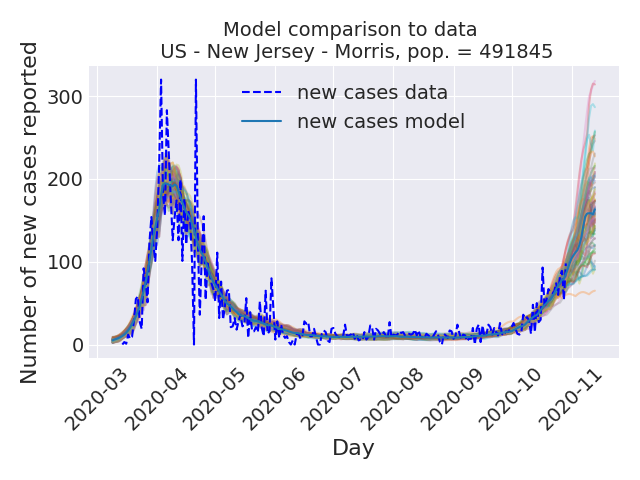 Model comparison to data
US - New Jersey - Morris, pop. = 491845
new cases data
new cases model
Number of new cases reported
300
200
100
0
2020-03
2020-04
2020-05
2020-06
2020-07
2020-08
2020-09
2020-10
2020-11
Day